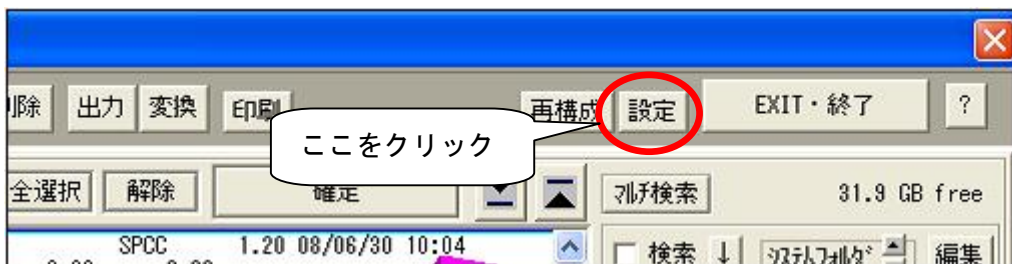 除 出力 変換 印刷 再構成 設定 EXIT・終了 ?
ここをクリック
全選択 解除 確定 ﾏﾙﾁ検索 31.9 GB free
SPCC 1.20 08/06/30 10:04
検索 ↓ ｼｽﾃﾑﾌｫﾙﾀﾞ 編集